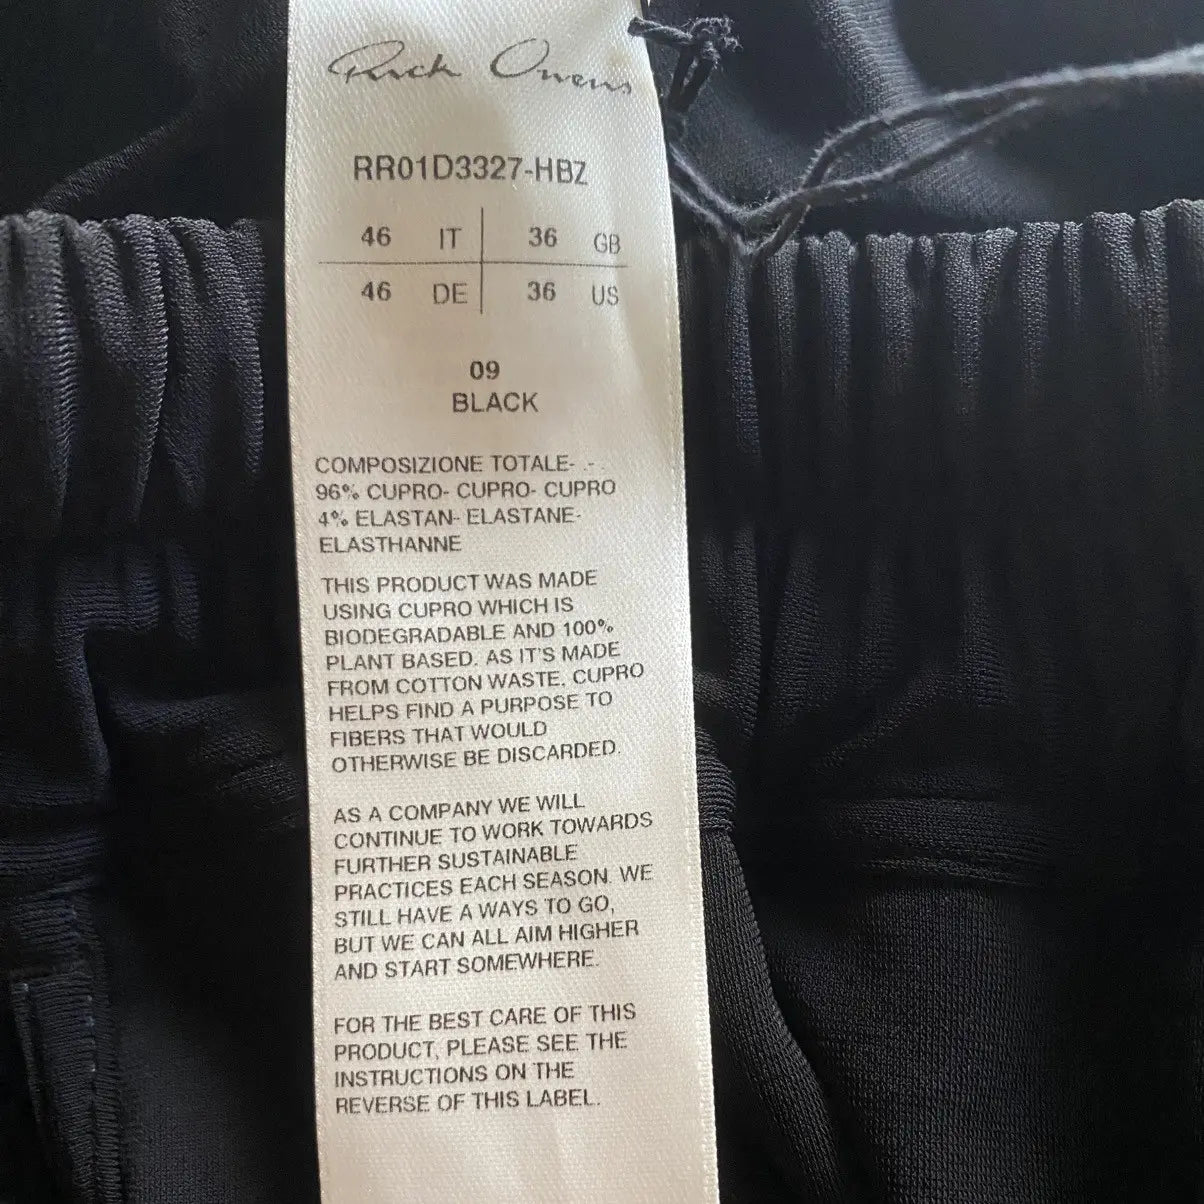 Rick Owens
RR01D3327-HBZ
46 IT 36 GB
46 DE 36 US
09
BLACK
COMPOSIZIONE TOTALE- .- .
96% CUPRO- CUPRO- CUPRO
4% ELASTAN- ELASTANE-
ELASTHANNE
THIS PRODUCT WAS MADE
USING CUPRO WHICH IS
BIODEGRADABLE AND 100%
PLANT BASED. AS IT'S MADE
FROM COTTON WASTE, CUPRO
HELPS FIND A PURPOSE TO
FIBERS THAT WOULD
OTHERWISE BE DISCARDED.
AS A COMPANY WE WILL
CONTINUE TO WORK TOWARDS
FURTHER SUSTAINABLE
PRACTICES EACH SEASON. WE
STILL HAVE A WAYS TO GO,
BUT WE CAN ALL AIM HIGHER
AND START SOMEWHERE.
FOR THE BEST CARE OF THIS
PRODUCT, PLEASE SEE THE
INSTRUCTIONS ON THE
REVERSE OF THIS LABEL.